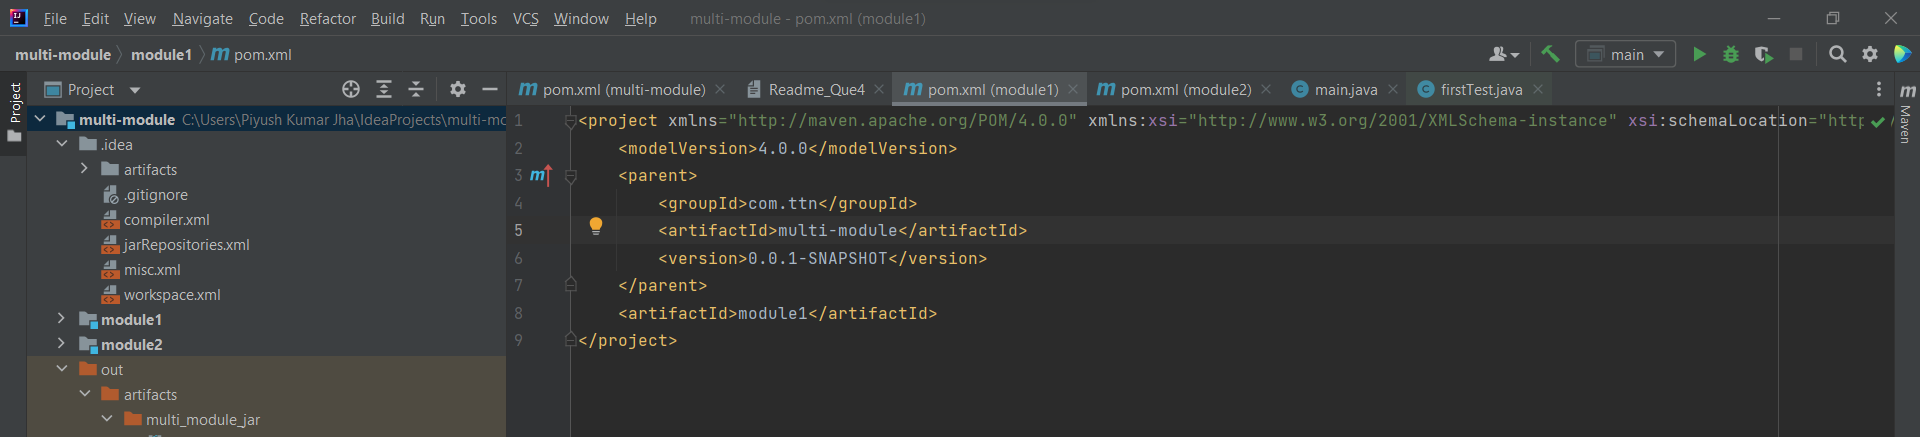 File Edit View Navigate Code Refactor Build Run Tools VCS Window Help multi-module - pom.xml (module1)
multi-module module1 pom.xml main
Project
Project
pom.xml (multi-module) Readme_Que4 pom.xml (module1) pom.xml (module2) main.java firstTest.java
Maven
multi-module C:\Users\Piyush Kumar Jha\IdeaProjects\multi-mo
.idea
artifacts
.gitignore
compiler.xml
jarRepositories.xml
misc.xml
workspace.xml
module1
module2
out
artifacts
multi_module_jar
1 <project xmlns="http://maven.apache.org/POM/4.0.0" xmlns:xsi="http://www.w3.org/2001/XMLSchema-instance" xsi:schemaLocation="http
2 <modelVersion>4.0.0</modelVersion>
3 <parent>
4 <groupId>com.ttn</groupId>
5 <artifactId>multi-module</artifactId>
6 <version>0.0.1-SNAPSHOT</version>
7 </parent>
8 <artifactId>module1</artifactId>
9 </project>